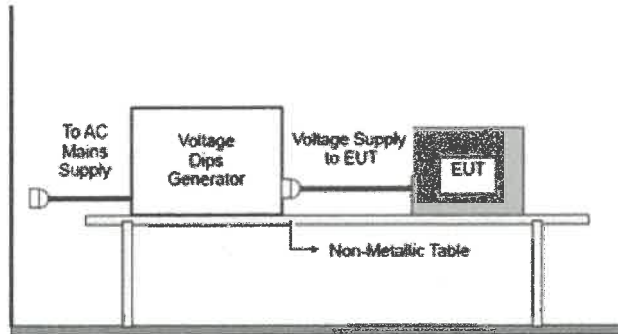 To AC
Mains
Supply
Voltage
Dips
Generator
Voltage Supply
to EUT
EUT
Non-Metallic Table